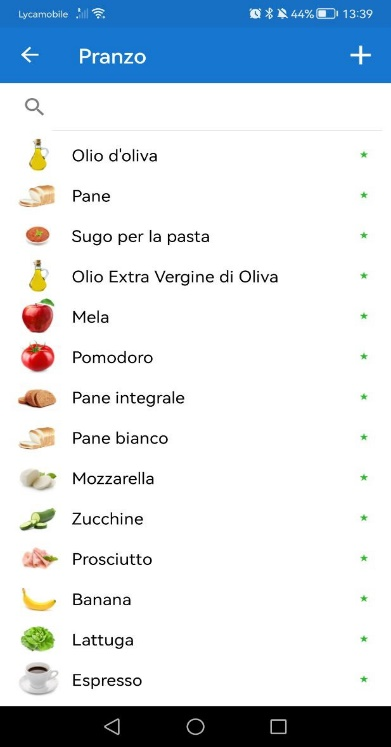 Lycamobile 44% 13:39
Pranzo
Olio d'oliva
Pane
Sugo per la pasta
Olio Extra Vergine di Oliva
Mela
Pomodoro
Pane integrale
Pane bianco
Mozzarella
Zucchine
Prosciutto
Banana
Lattuga
Espresso